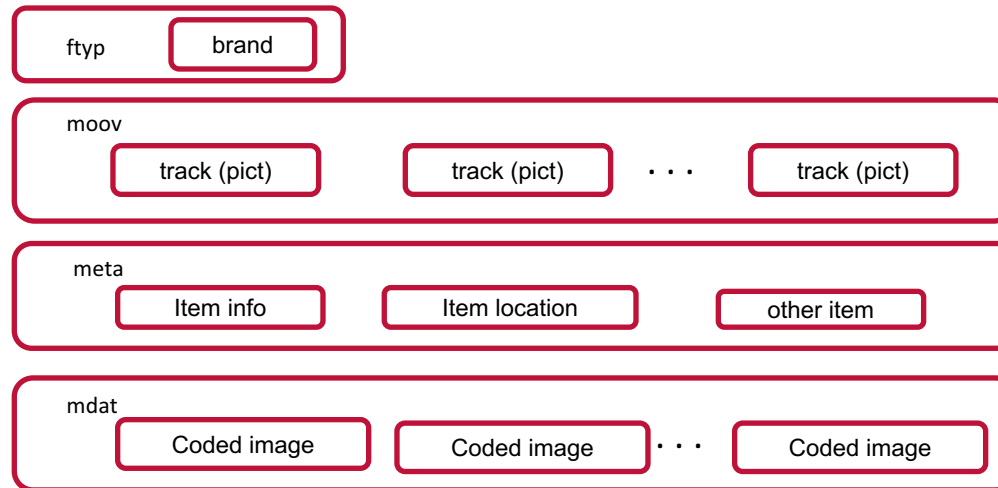 ftyp
brand
moov
track (pict)
track (pict)
. . .
track (pict)
meta
Item info
Item location
other item
mdat
Coded image
Coded image
. . .
Coded image